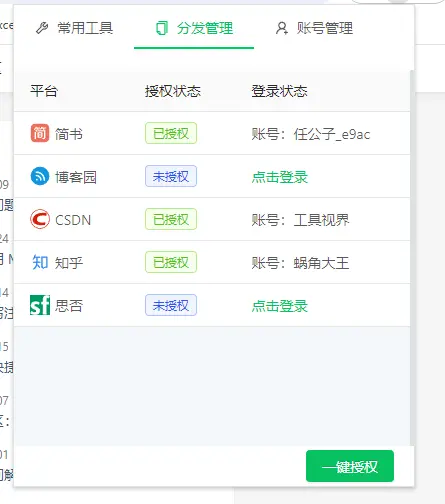 常用工具 分发管理 账号管理
平台 授权状态 登录状态
简 简书 已授权 账号：任公子_e9ac
博客园 未授权 点击登录
C CSDN 已授权 账号：工具视界
知 知乎 已授权 账号：蜗角大王
sf 思否 未授权 点击登录
一键授权